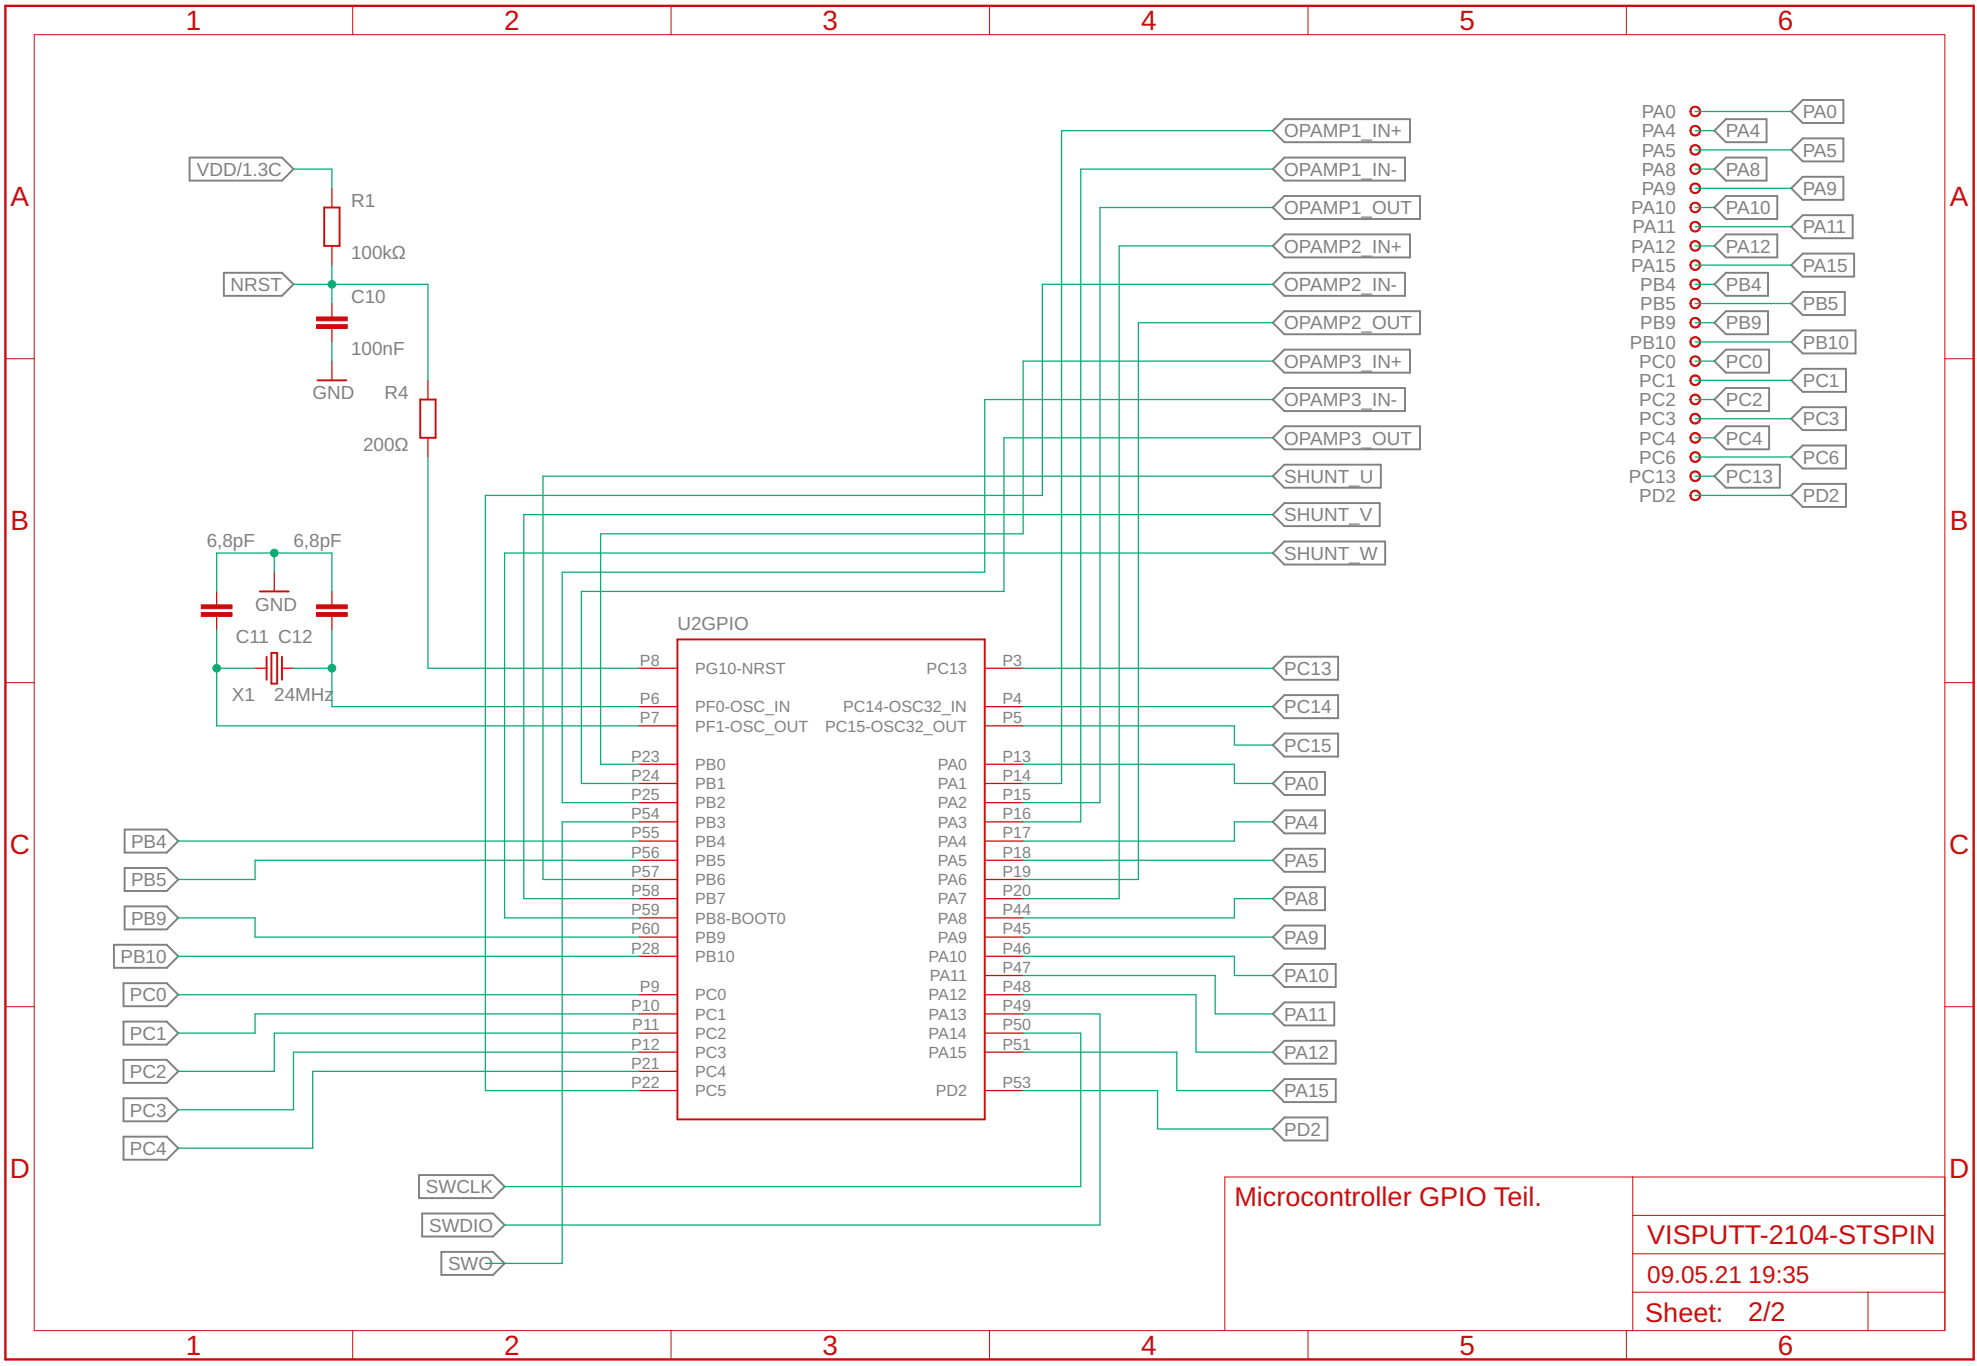 1 2 3 4 5 6
A A
B B
C C
D D
VDD/1.3C
R1
100kΩ
NRST
C10
100nF
GND
R4
200Ω
6,8pF 6,8pF
GND
C11 C12
X1 24MHz
OPAMP1_IN+
OPAMP1_IN-
OPAMP1_OUT
OPAMP2_IN+
OPAMP2_IN-
OPAMP2_OUT
OPAMP3_IN+
OPAMP3_IN-
OPAMP3_OUT
SHUNT_U
SHUNT_V
SHUNT_W
PA0 PA0
PA4 PA4
PA5 PA5
PA8 PA8
PA9 PA9
PA10 PA10
PA11 PA11
PA12 PA12
PA15 PA15
PB4 PB4
PB5 PB5
PB9 PB9
PB10 PB10
PC0 PC0
PC1 PC1
PC2 PC2
PC3 PC3
PC4 PC4
PC6 PC6
PC13 PC13
PD2 PD2
U2GPIO
P8 PG10-NRST
P6 PF0-OSC_IN
P7 PF1-OSC_OUT
P23 PB0
P24 PB1
P25 PB2
P54 PB3
P55 PB4
P56 PB5
P57 PB6
P58 PB7
P59 PB8-BOOT0
P60 PB9
P28 PB10
P9 PC0
P10 PC1
P11 PC2
P12 PC3
P21 PC4
P22 PC5
PC13 P3
PC14-OSC32_IN P4
PC15-OSC32_OUT P5
PA0 P13
PA1 P14
PA2 P15
PA3 P16
PA4 P17
PA5 P18
PA6 P19
PA7 P20
PA8 P44
PA9 P45
PA10 P46
PA11 P47
PA12 P48
PA13 P49
PA14 P50
PA15 P51
PD2 P53
PB4
PB5
PB9
PB10
PC0
PC1
PC2
PC3
PC4
SWCLK
SWDIO
SWO
PC13
PC14
PC15
PA0
PA4
PA5
PA8
PA9
PA10
PA11
PA12
PA15
PD2
Microcontroller GPIO Teil.
VISPUTT-2104-STSPIN
09.05.21 19:35
Sheet: 2/2
1 2 3 4 5 6